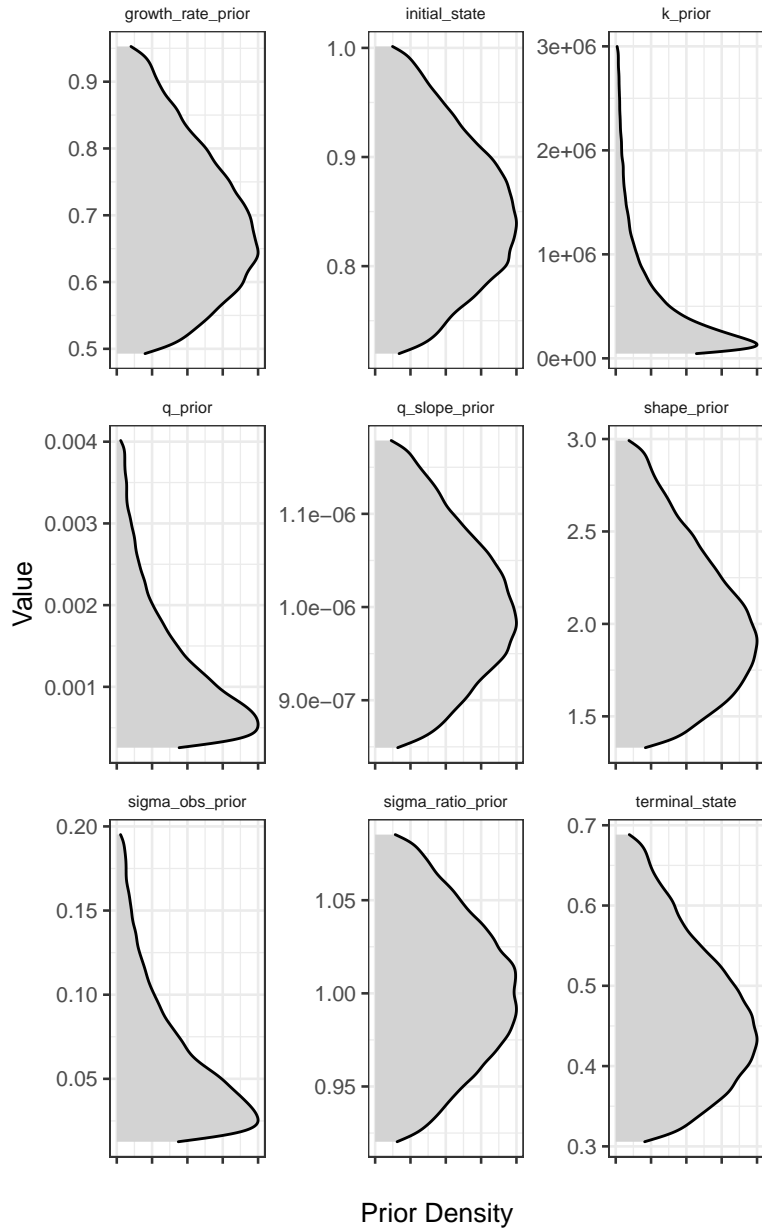 growth_rate_prior
initial_state
k_prior
0.9
0.8
0.7
0.6
0.5
1.0
0.9
0.8
3e+06
2e+06
1e+06
0e+00
q_prior
q_slope_prior
shape_prior
0.004
0.003
0.002
0.001
1.1e−06
1.0e−06
9.0e−07
3.0
2.5
2.0
1.5
sigma_obs_prior
sigma_ratio_prior
terminal_state
0.20
0.15
0.10
0.05
1.05
1.00
0.95
0.7
0.6
0.5
0.4
0.3
Value
Prior Density